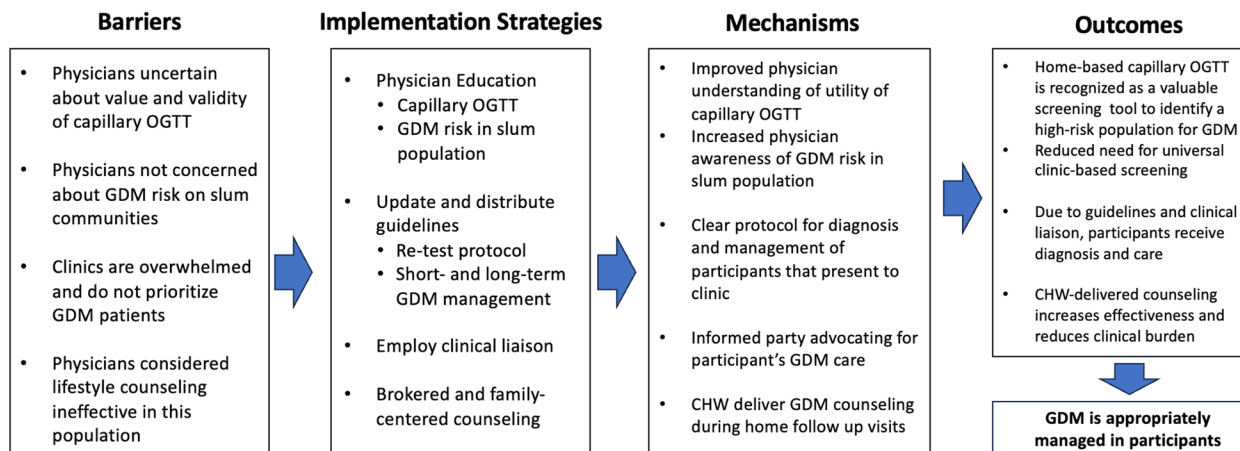 Barriers
Physicians uncertain
about value and validity
of capillary OGTT
Physicians not concerned
about GDM risk on slum
communities
Clinics are overwhelmed
and do not prioritize
GDM patients
Physicians considered
lifestyle counseling
ineffective in this
population
Implementation Strategies
Physician Education
Capillary OGTT
GDM risk in slum
population
Update and distribute
guidelines
Re-test protocol
Short- and long-term
GDM management
Employ clinical liaison
Brokered and family-
centered counseling
Mechanisms
Improved physician
understanding of utility of
capillary OGTT
Increased physician
awareness of GDM risk in
slum population
Clear protocol for diagnosis
and management of
participants that present to
clinic
Informed party advocating for
participant's GDM care
CHW deliver GDM counseling
during home follow up visits
Outcomes
Home-based capillary OGTT
is recognized as a valuable
screening tool to identify a
high-risk population for GDM
Reduced need for universal
clinic-based screening
Due to guidelines and clinical
liaison, participants receive
diagnosis and care
CHW-delivered counseling
increases effectiveness and
reduces clinical burden
GDM is appropriately
managed in participants